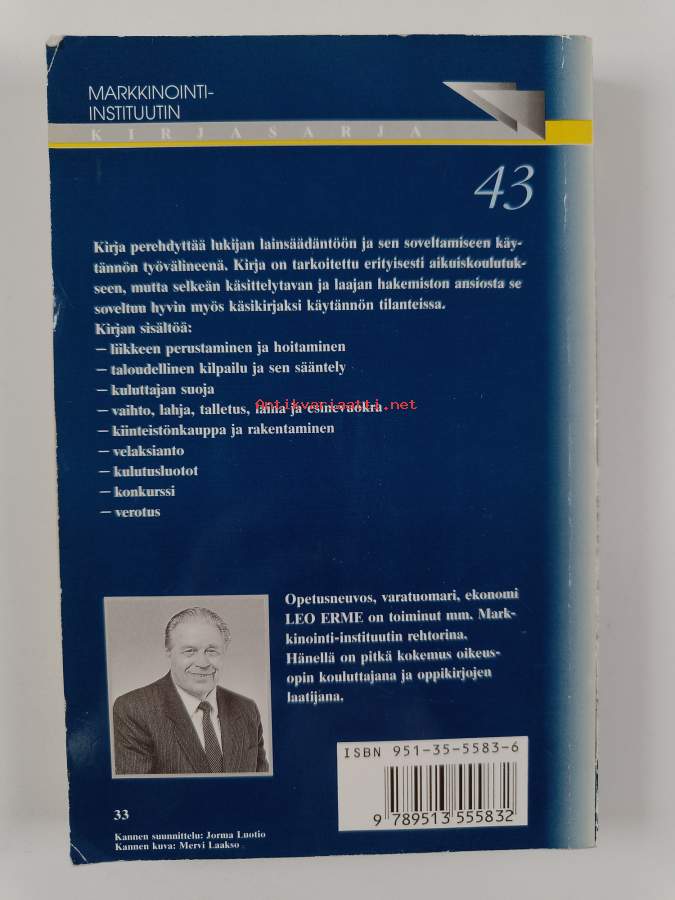 MARKKINOINTI-
INSTITUUTIN
KIRJASARJA
43
Kirja perehdyttää lukijan lainsäädäntöön ja sen soveltamiseen käy-
tännön työvälineenä. Kirja on tarkoitettu erityisesti aikuiskoulutuk-
seen, mutta selkeän käsittelytavan ja laajan hakemiston ansiosta se
soveltuu hyvin myös käsikirjaksi käytännön tilanteissa.
Kirjan sisältöä:
– liikkeen perustaminen ja hoitaminen
– taloudellinen kilpailu ja sen sääntely
– kuluttajan suoja
– vaihto, lahja, talletus, laina ja esinevuokra
Antikvariaatti.net
– kiinteistönkauppa ja rakentaminen
– velaksianto
– kulutusluotot
– konkurssi
– verotus
Opetusneuvos, varatuomari, ekonomi
LEO ERME on toiminut mm. Mark-
kinointi-instituutin rehtorina.
Hänellä on pitkä kokemus oikeus-
opin kouluttajana ja oppikirjojen
laatijana.
ISBN 951-35-5583-6
9 789513 555832
33
Kannen suunnittelu: Jorma Luotio
Kannen kuva: Mervi Laakso